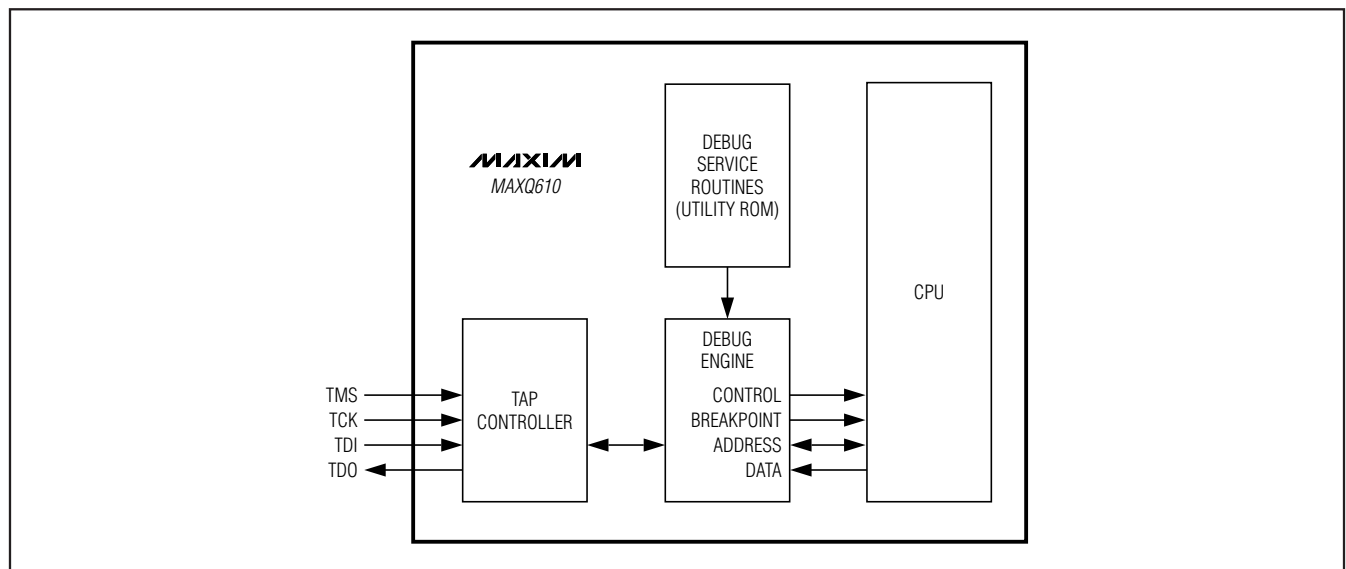 MAXIM
MAXQ610
DEBUG
SERVICE
ROUTINES
(UTILITY ROM)
CPU
TMS
TCK
TDI
TDO
TAP
CONTROLLER
DEBUG
ENGINE
CONTROL
BREAKPOINT
ADDRESS
DATA